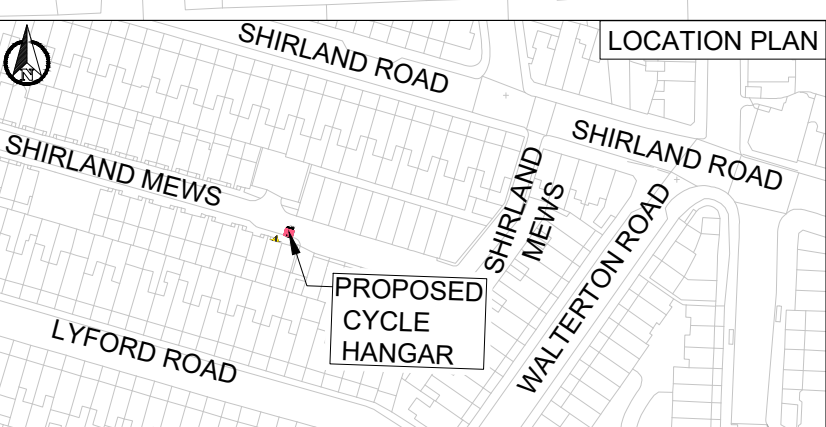 LOCATION PLAN
N
SHIRLAND ROAD
SHIRLAND ROAD
SHIRLAND MEWS
SHIRLAND
MEWS
WALTERTON ROAD
PROPOSED
CYCLE
HANGAR
LYFORD ROAD